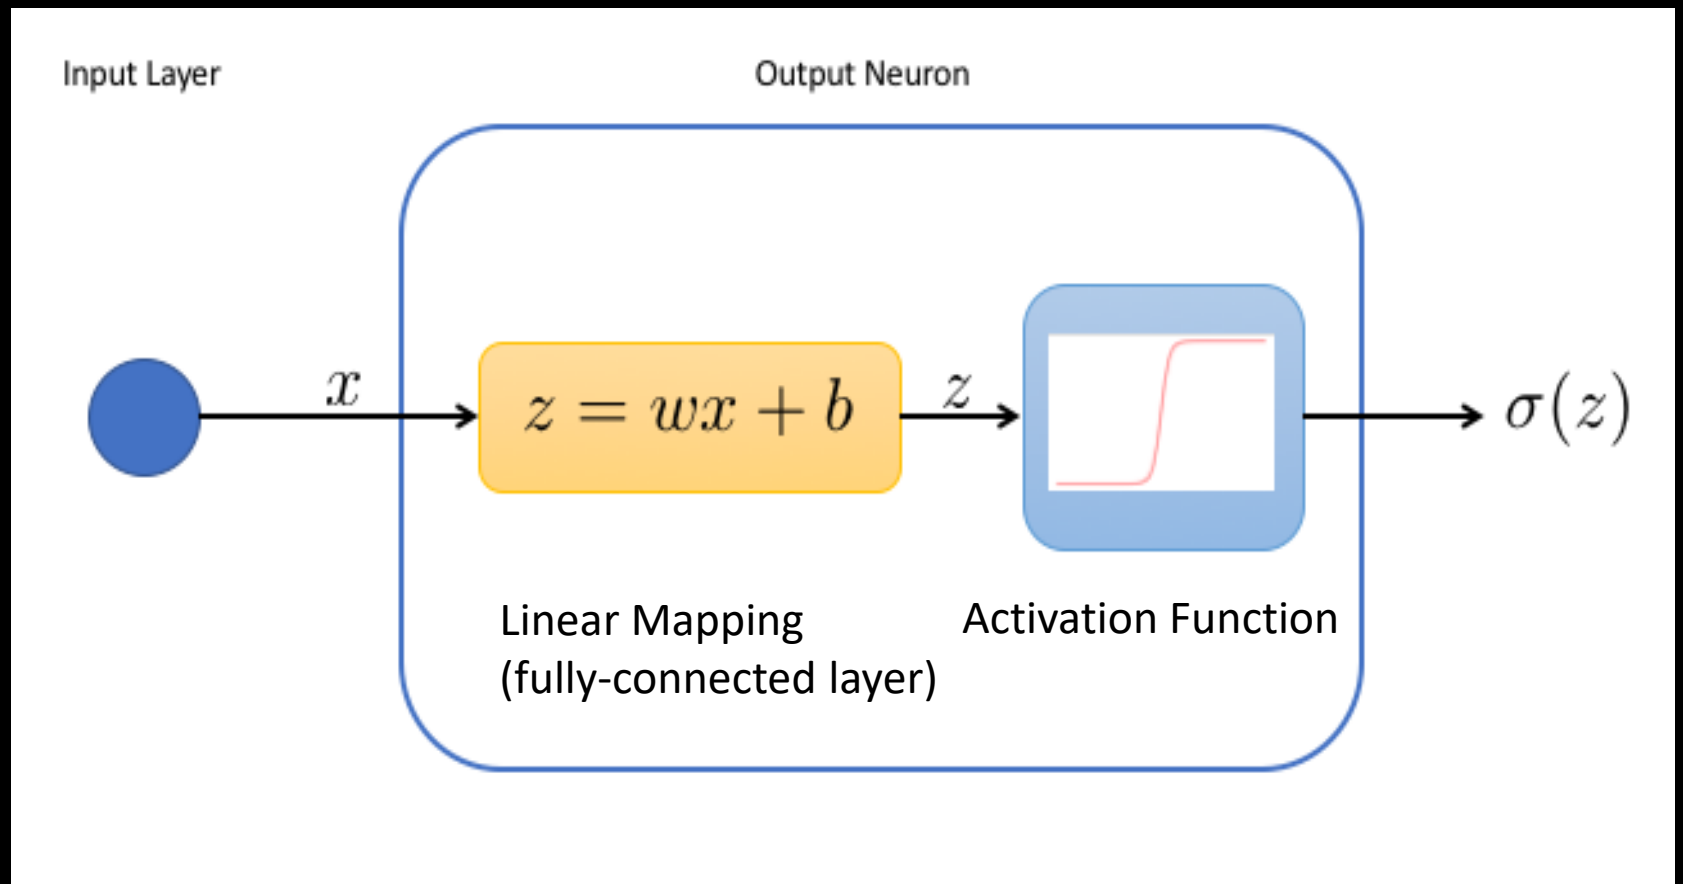 Input Layer
Output Neuron
x
z = wx + b
z
σ(z)
Linear Mapping
(fully-connected layer)
Activation Function